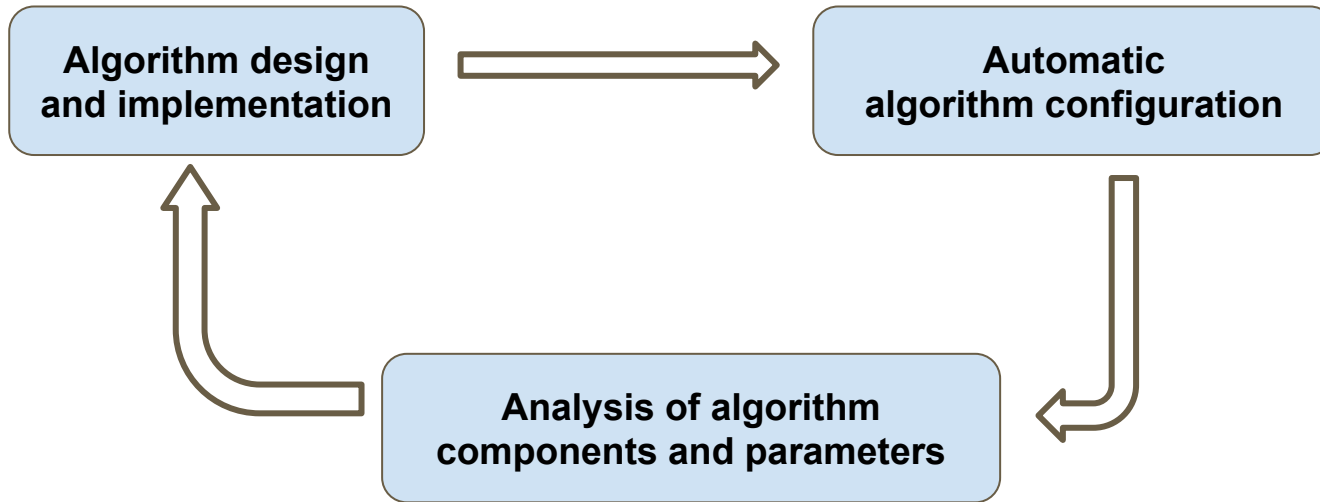 Algorithm design
and implementation
Automatic
algorithm configuration
Analysis of algorithm
components and parameters